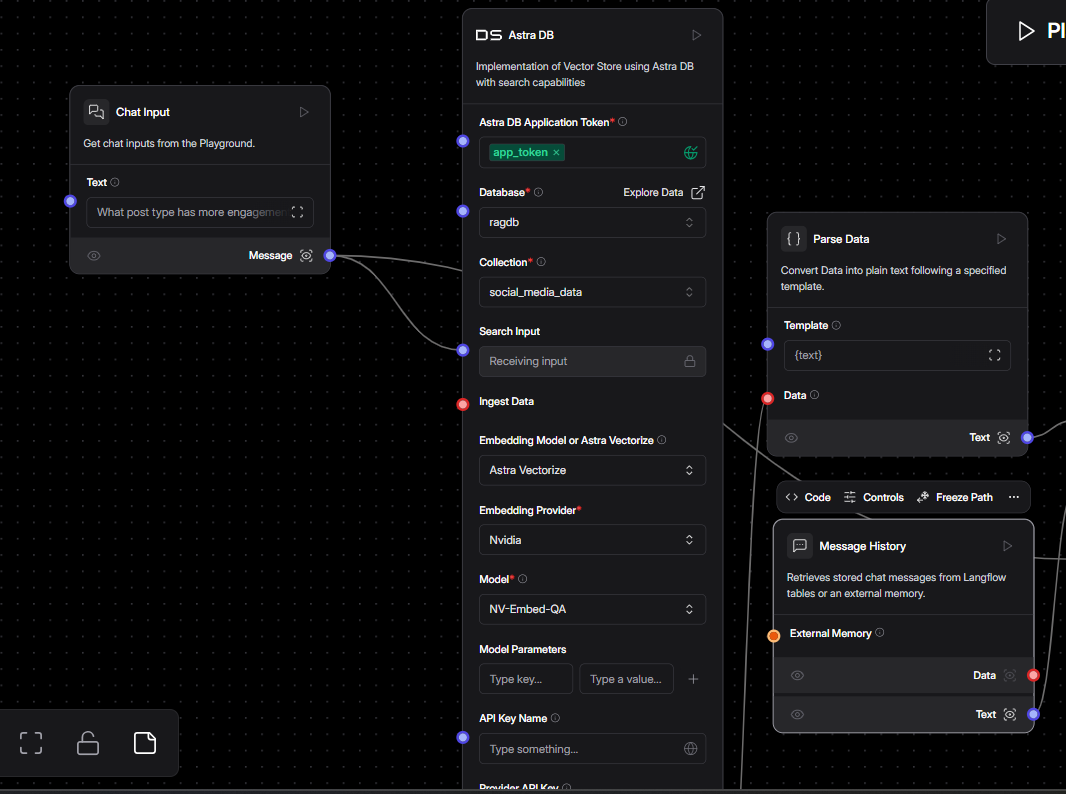 Chat Input
Get chat inputs from the Playground.
Text
What post type has more engagemen
Message
DS Astra DB
Implementation of Vector Store using Astra DB
with search capabilities
Astra DB Application Token*
app_token ×
Database*
Explore Data
ragdb
Collection*
social_media_data
Search Input
Receiving input
Ingest Data
Embedding Model or Astra Vectorize
Astra Vectorize
Embedding Provider*
Nvidia
Model*
NV-Embed-QA
Model Parameters
Type key...
Type a value...
API Key Name
Type something...
Provider API Key
Pl
{ } Parse Data
Convert Data into plain text following a specified
template.
Template
{text}
Data
Text
Code
Controls
Freeze Path
Message History
Retrieves stored chat messages from Langflow
tables or an external memory.
External Memory
Data
Text